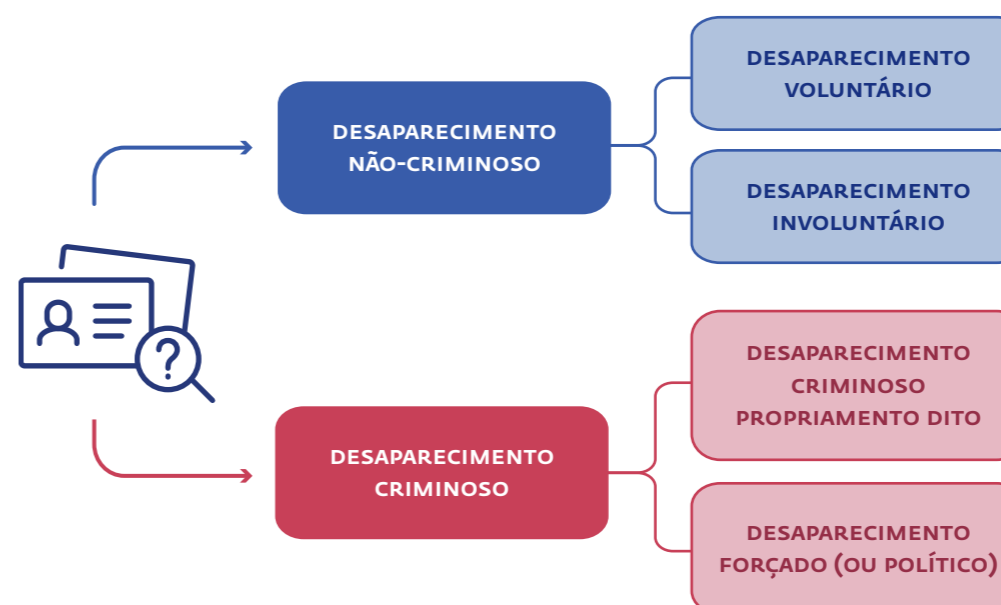 DESAPARECIMENTO
VOLUNTÁRIO
DESAPARECIMENTO
NÃO-CRIMINOSO
DESAPARECIMENTO
INVOLUNTÁRIO
?
DESAPARECIMENTO
CRIMINOSO
PROPRIAMENTO DITO
DESAPARECIMENTO
CRIMINOSO
DESAPARECIMENTO
FORÇADO (OU POLÍTICO)